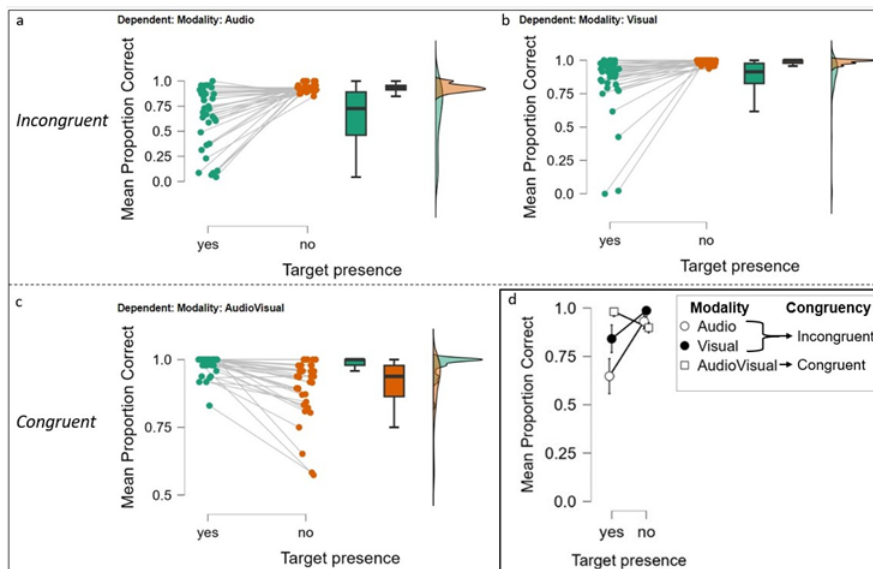 a
Dependent: Modality: Audio
Incongruent
Mean Proportion Correct
1.0
0.75
0.5
0.25
0.0
yes no
Target presence
b
Dependent: Modality: Visual
Mean Proportion Correct
1.0
0.75
0.5
0.25
0.0
yes no
Target presence
c
Dependent: Modality: AudioVisual
Congruent
Mean Proportion Correct
1.0
0.75
0.5
yes no
Target presence
d
Mean Proportion Correct
1.0
0.75
0.5
0.25
0.0
yes no
Target presence
Modality Congruency
Audio
Visual
Incongruent
AudioVisual Congruent